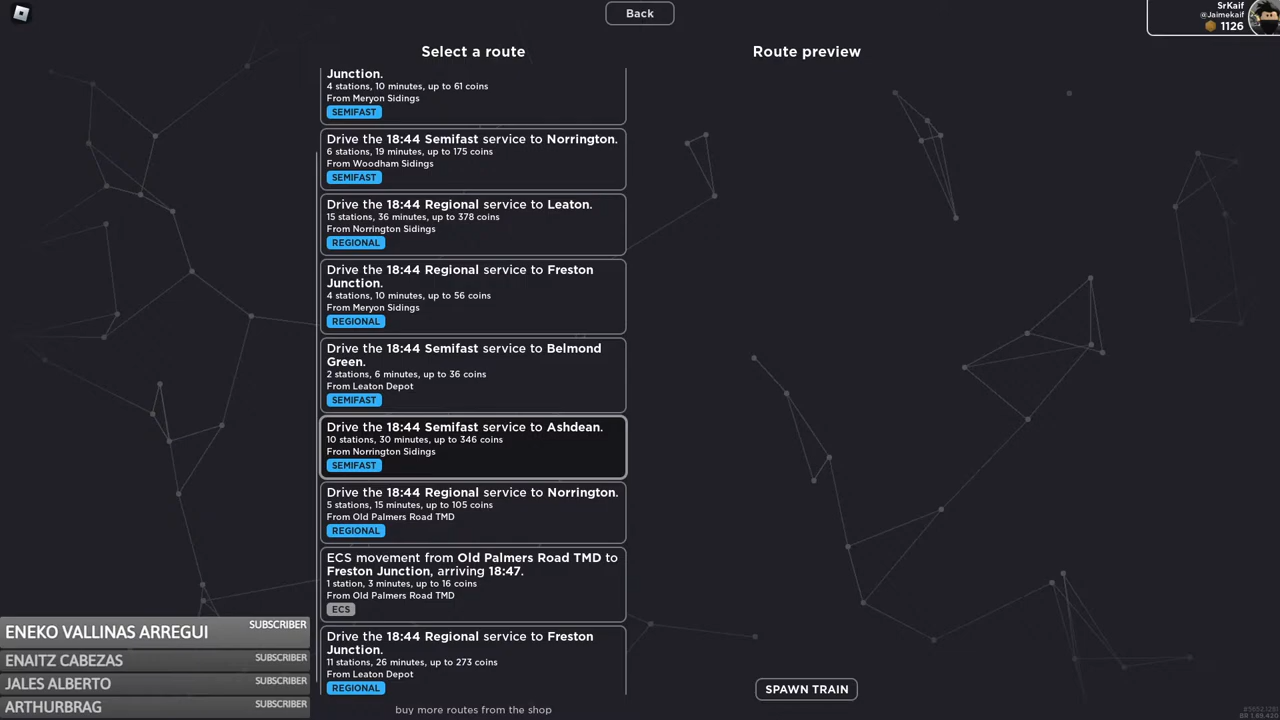 Back
SrKaif
@Jaimekaif
1126
Select a route
Route preview
Junction.
4 stations, 10 minutes, up to 61 coins
From Meryon Sidings
SEMIFAST
Drive the 18:44 Semifast service to Norrington.
6 stations, 19 minutes, up to 175 coins
From Woodham Sidings
SEMIFAST
Drive the 18:44 Regional service to Leaton.
15 stations, 36 minutes, up to 378 coins
From Norrington Sidings
REGIONAL
Drive the 18:44 Regional service to Freston
Junction.
4 stations, 10 minutes, up to 56 coins
From Meryon Sidings
REGIONAL
Drive the 18:44 Semifast service to Belmond
Green.
2 stations, 6 minutes, up to 36 coins
From Leaton Depot
SEMIFAST
Drive the 18:44 Semifast service to Ashdean.
10 stations, 30 minutes, up to 346 coins
From Norrington Sidings
SEMIFAST
Drive the 18:44 Regional service to Norrington.
5 stations, 15 minutes, up to 105 coins
From Old Palmers Road TMD
REGIONAL
ECS movement from Old Palmers Road TMD to
Freston Junction, arriving 18:47.
1 station, 3 minutes, up to 16 coins
From Old Palmers Road TMD
ECS
Drive the 18:44 Regional service to Freston
Junction.
11 stations, 26 minutes, up to 273 coins
From Leaton Depot
REGIONAL
buy more routes from the shop
SPAWN TRAIN
ENEKO VALLINAS ARREGUI SUBSCRIBER
ENAITZ CABEZAS SUBSCRIBER
JALES ALBERTO SUBSCRIBER
ARTHURBRAG SUBSCRIBER